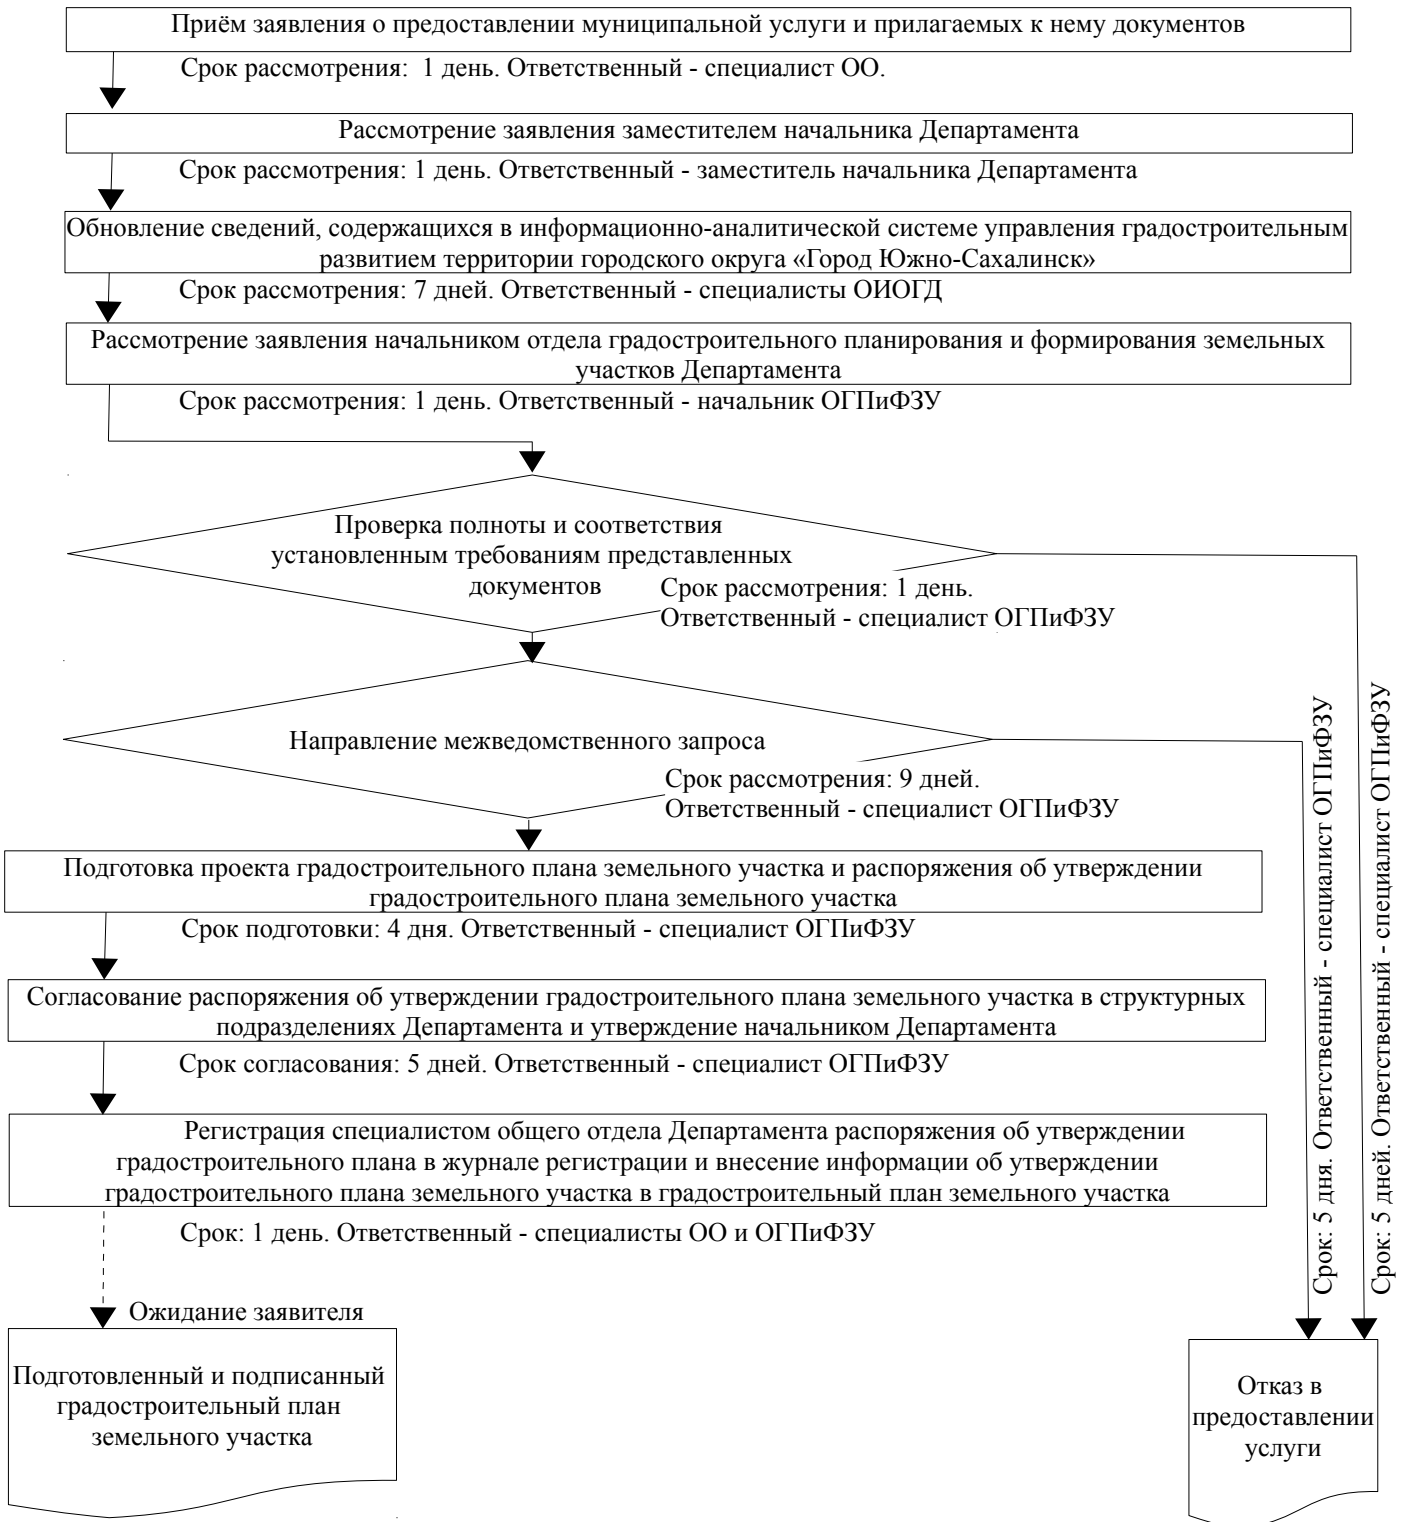 Приём заявления о предоставлении муниципальной услуги и прилагаемых к нему документов
Срок рассмотрения:  1 день. Ответственный - специалист ОО.
Рассмотрение заявления заместителем начальника Департамента
Срок рассмотрения: 1 день. Ответственный - заместитель начальника Департамента
Обновление сведений, содержащихся в информационно-аналитической системе управления градостроительным
развитием территории городского округа «Город Южно-Сахалинск»
Срок рассмотрения: 7 дней. Ответственный - специалисты ОИОГД
Рассмотрение заявления начальником отдела градостроительного планирования и формирования земельных
участков Департамента
Срок рассмотрения: 1 день. Ответственный - начальник ОГПиФЗУ
Проверка полноты и соответствия
установленным требованиям представленных
документов
Срок рассмотрения: 1 день.
Ответственный - специалист ОГПиФЗУ
Направление межведомственного запроса
Срок рассмотрения: 9 дней.
Ответственный - специалист ОГПиФЗУ
Подготовка проекта градостроительного плана земельного участка и распоряжения об утверждении
градостроительного плана земельного участка
Срок подготовки: 4 дня. Ответственный - специалист ОГПиФЗУ
Согласование распоряжения об утверждении градостроительного плана земельного участка в структурных
подразделениях Департамента и утверждение начальником Департамента
Срок согласования: 5 дней. Ответственный - специалист ОГПиФЗУ
Регистрация специалистом общего отдела Департамента распоряжения об утверждении
градостроительного плана в журнале регистрации и внесение информации об утверждении
градостроительного плана земельного участка в градостроительный план земельного участка
Срок: 1 день. Ответственный - специалисты ОО и ОГПиФЗУ
Ожидание заявителя
Подготовленный и подписанный
градостроительный план
земельного участка
Срок: 5 дня. Ответственный - специалист ОГПиФЗУ
Срок: 5 дней. Ответственный - специалист ОГПиФЗУ
Отказ в
предоставлении
услуги